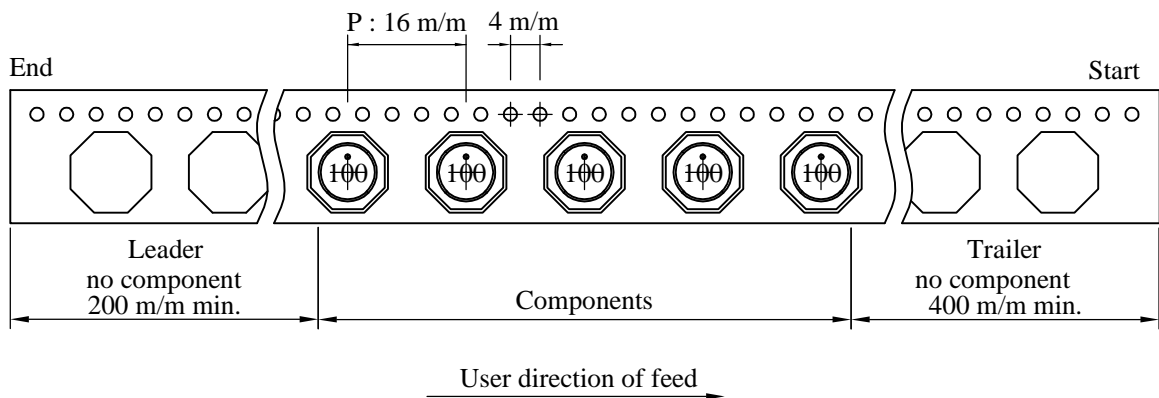 P : 16 m/m
4 m/m
End
Start
100
100
100
100
100
Leader
no component
200 m/m min.
Components
Trailer
no component
400 m/m min.
User direction of feed